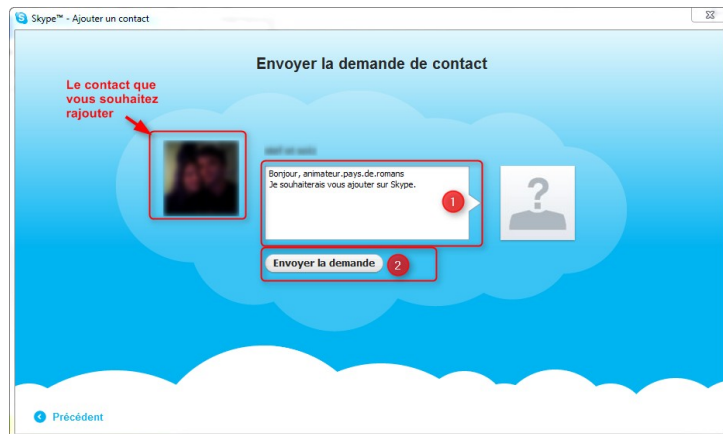 Skype™ - Ajouter un contact
Envoyer la demande de contact
Le contact que
vous souhaitez
rajouter
Bonjour, animateur.pays.de.romans
Je souhaiterais vous ajouter sur Skype.
1
?
Envoyer la demande
2
Précédent